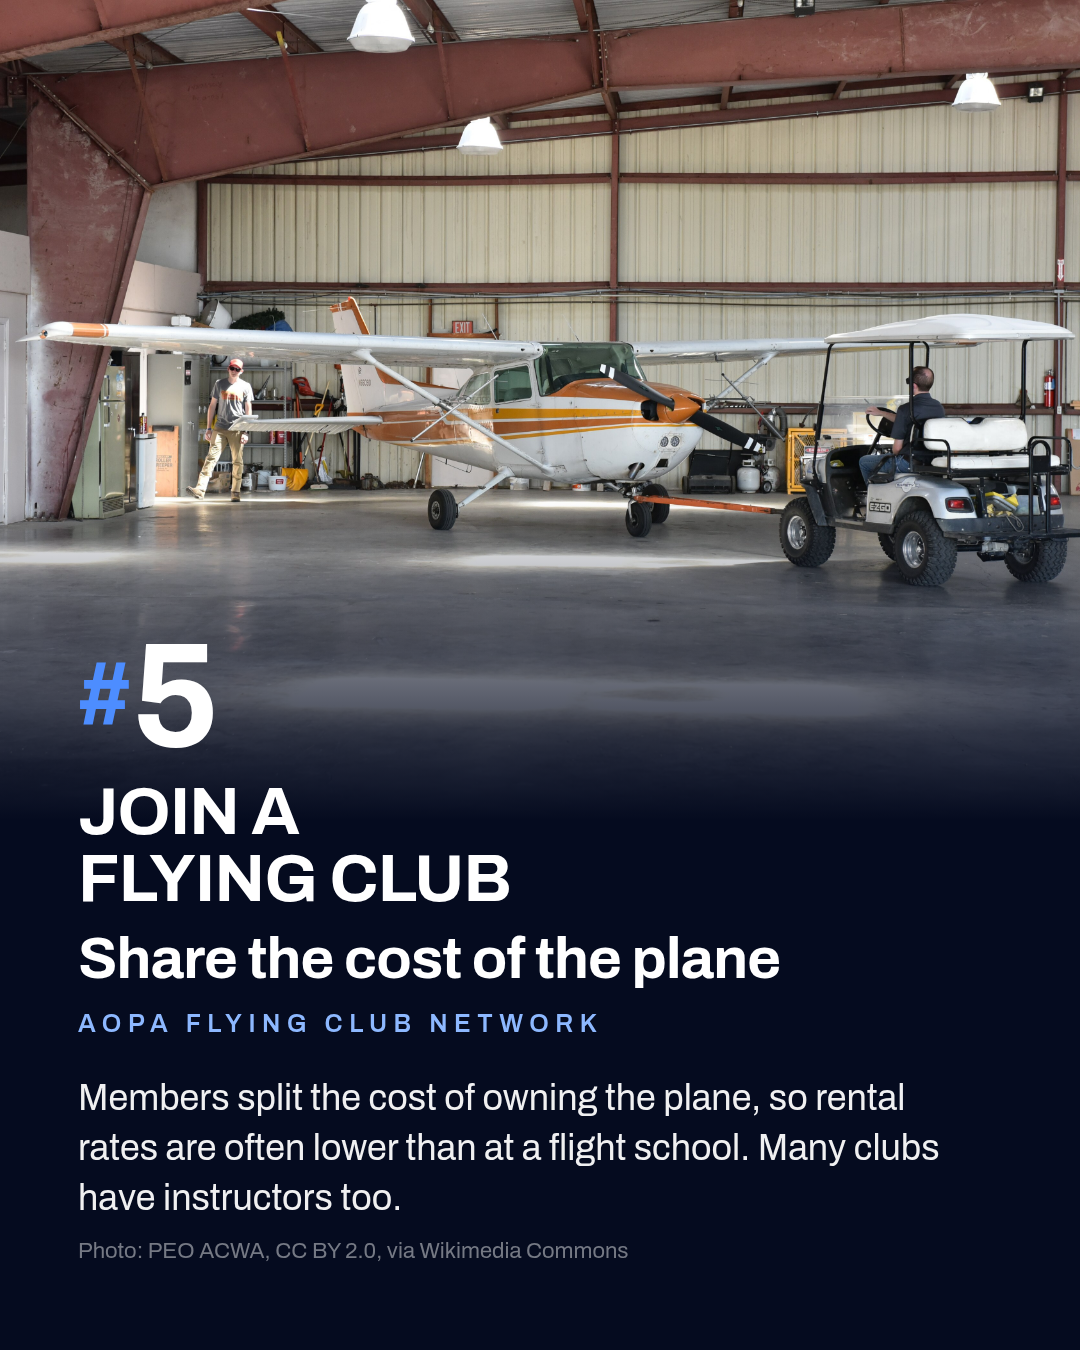 EXIT
EZGO
#5
JOIN A
FLYING CLUB
Share the cost of the plane
AOPA FLYING CLUB NETWORK
Members split the cost of owning the plane, so rental
rates are often lower than at a flight school. Many clubs
have instructors too.
Photo: PEO ACWA, CC BY 2.0, via Wikimedia Commons